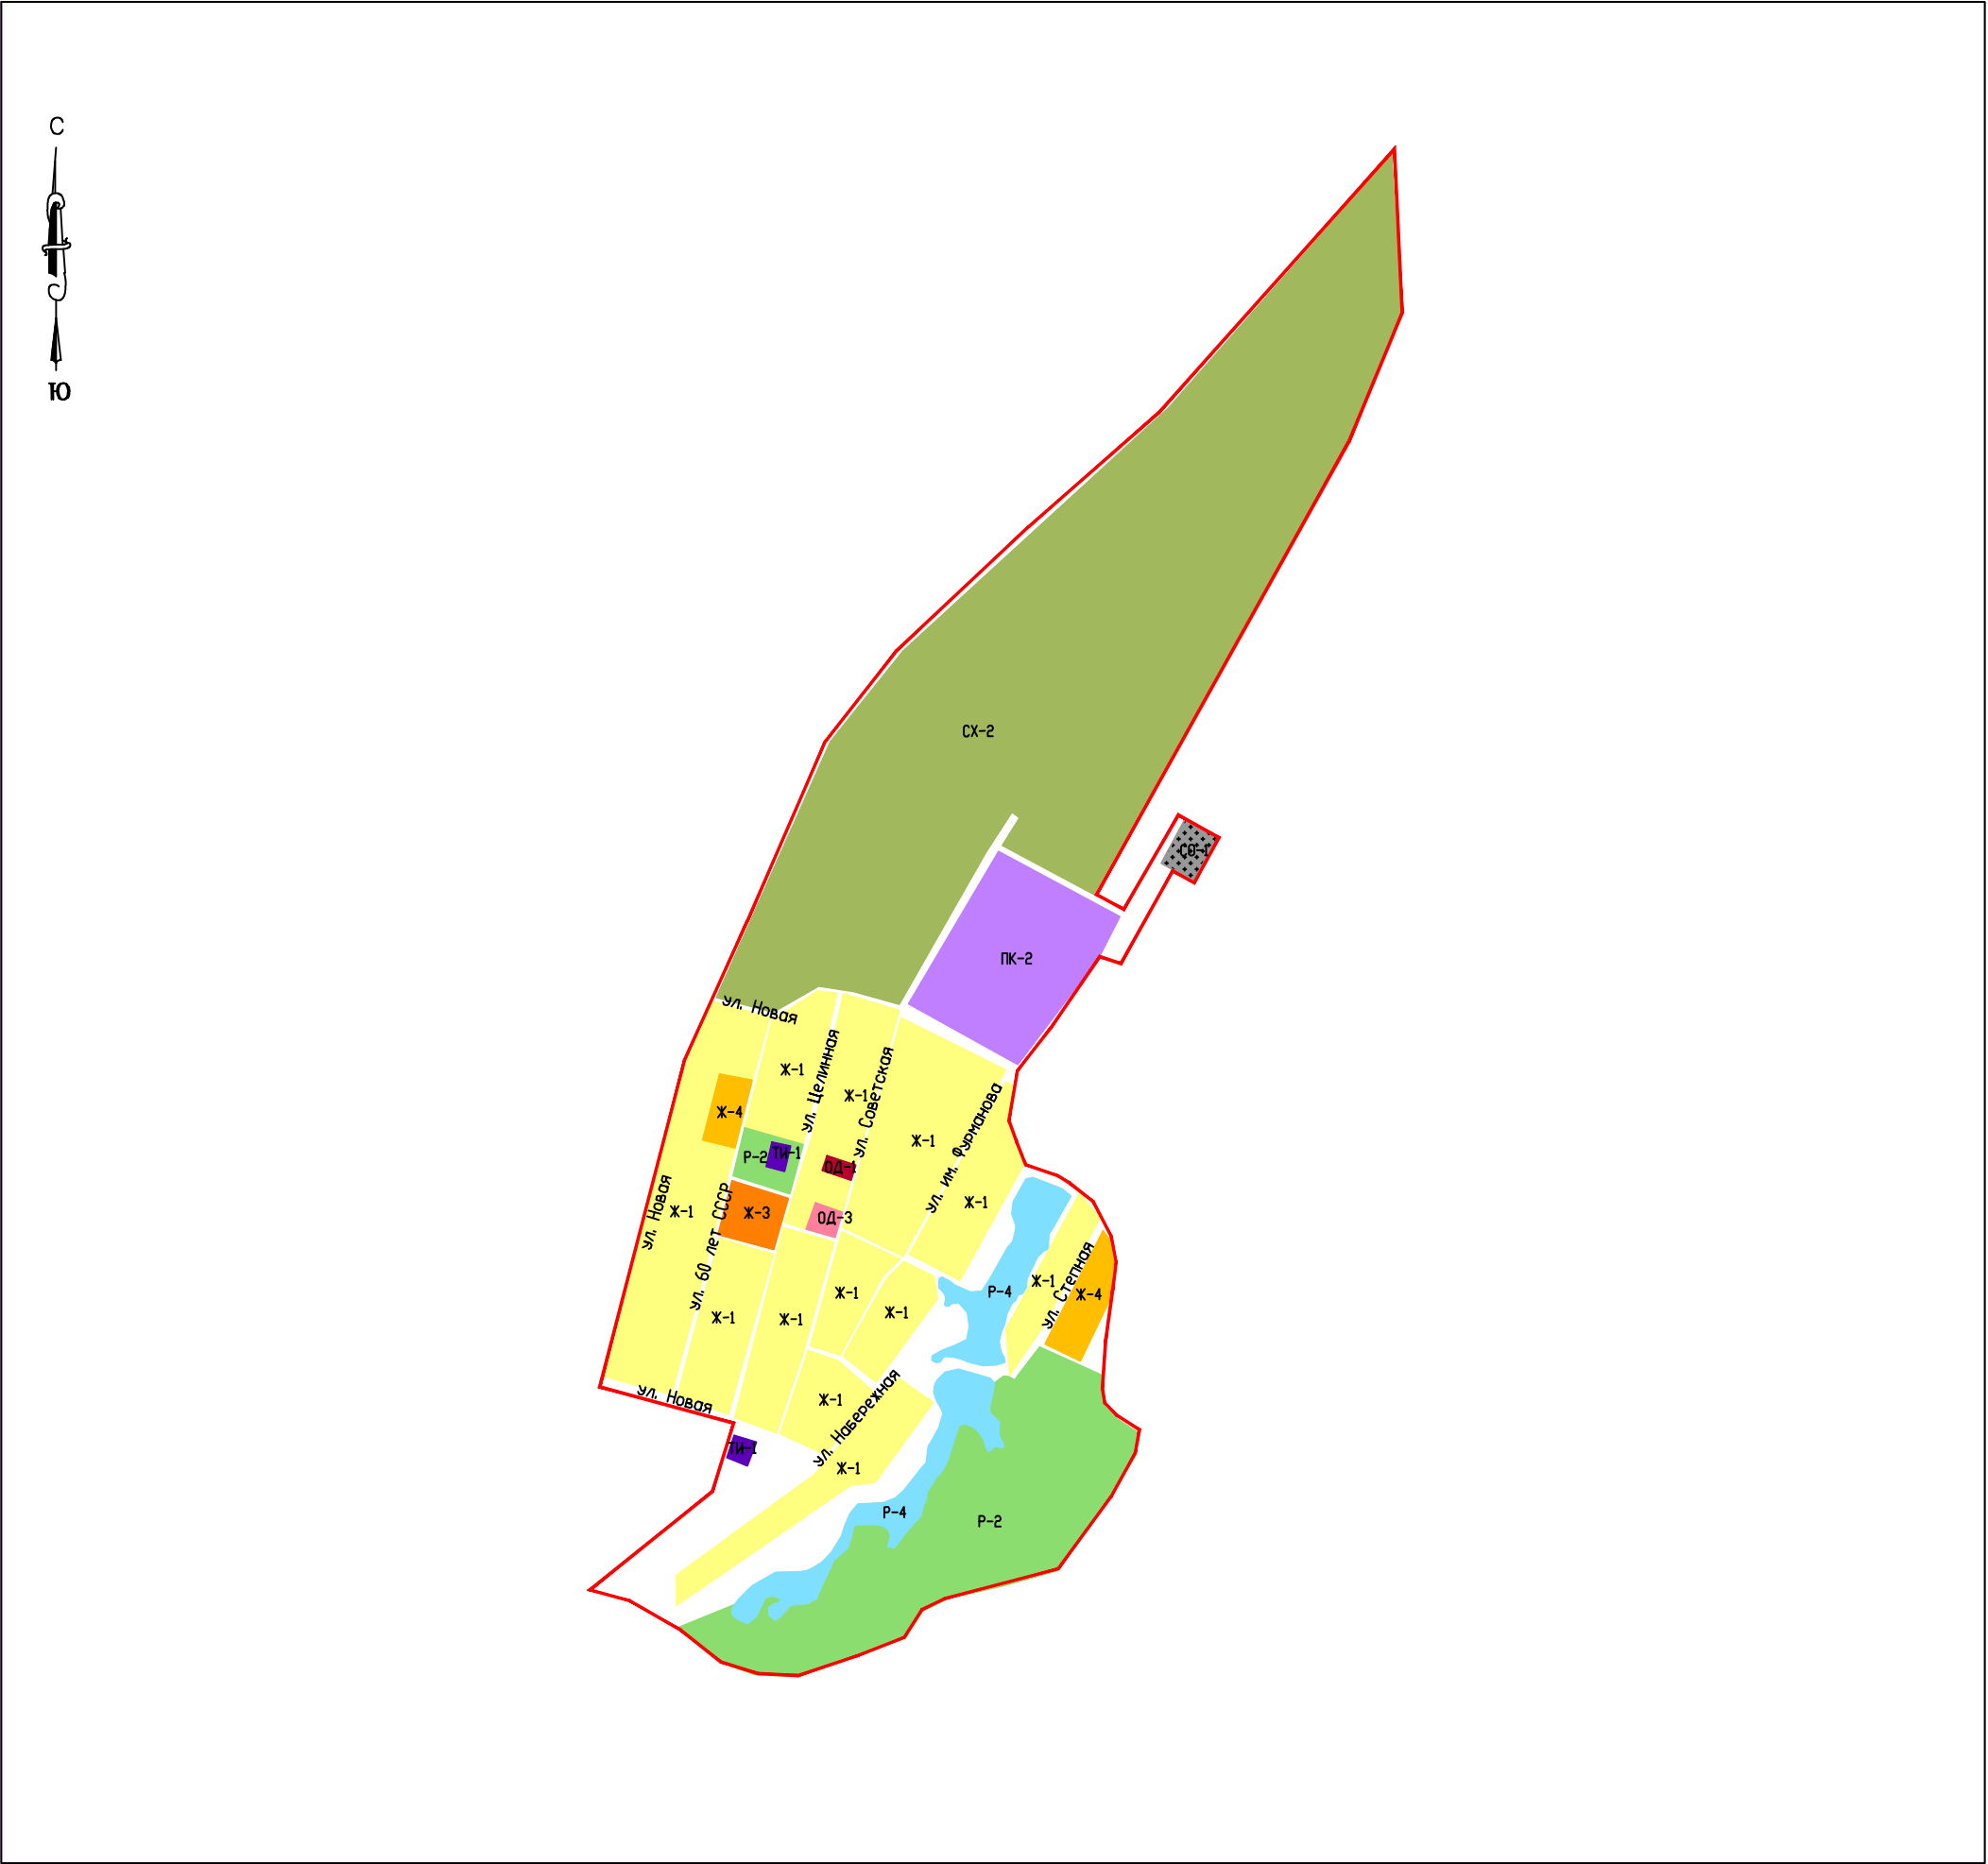 С
Ю
СХ-2
СО-1
ПК-2
ул. Новая
Ж-1
ул. Целинная
Ж-1
ул. Советская
Ж-4
Ж-1
ул. им. Фурманова
Р-2
ТИ-1
ОД-1
Ж-1
ул. Новая
Ж-1
ул. 60 лет СССР
Ж-3
ОД-3
Ж-1
Р-4
Ж-1
ул. Степная
Ж-4
Ж-1
Ж-1
Ж-1
Ж-1
ул. Новая
Ж-1
ул. Набережная
ТИ-1
Ж-1
Р-4
Р-2